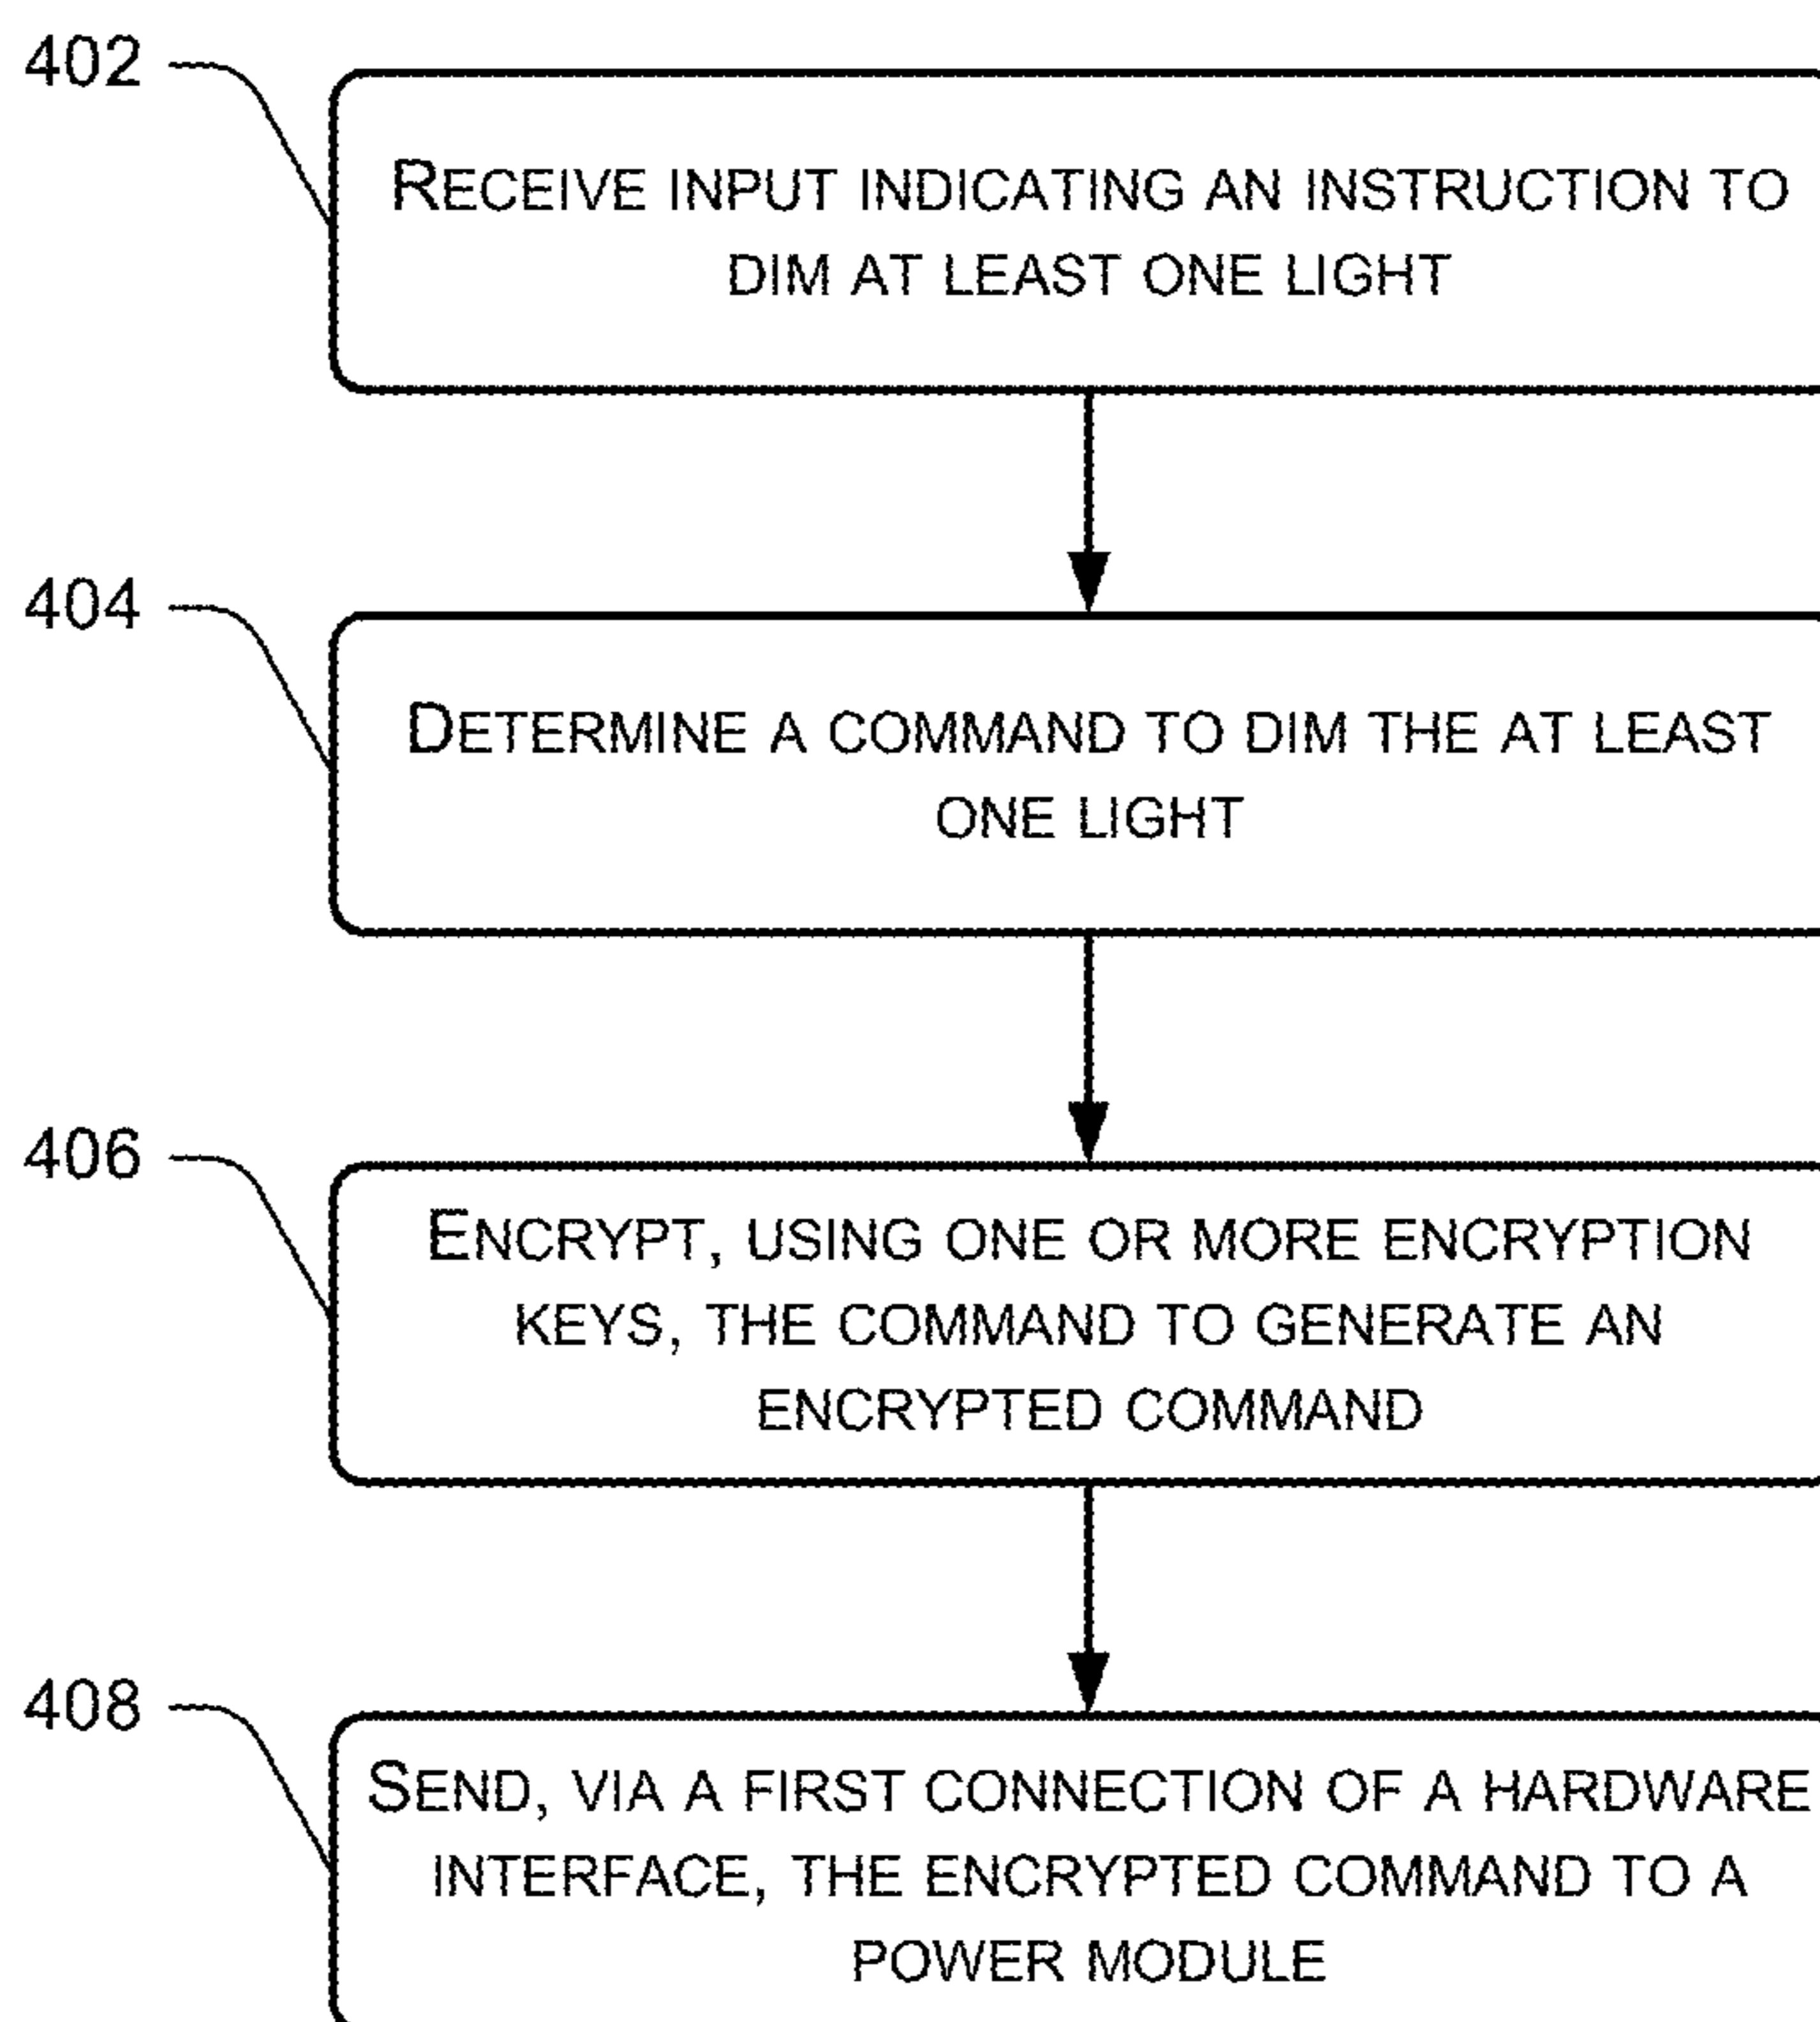 402
RECEIVE INPUT INDICATING AN INSTRUCTION TO
DIM AT LEAST ONE LIGHT
404
DETERMINE A COMMAND TO DIM THE AT LEAST
ONE LIGHT
406
ENCRYPT, USING ONE OR MORE ENCRYPTION
KEYS, THE COMMAND TO GENERATE AN
ENCRYPTED COMMAND
408
SEND, VIA A FIRST CONNECTION OF A HARDWARE
INTERFACE, THE ENCRYPTED COMMAND TO A
POWER MODULE